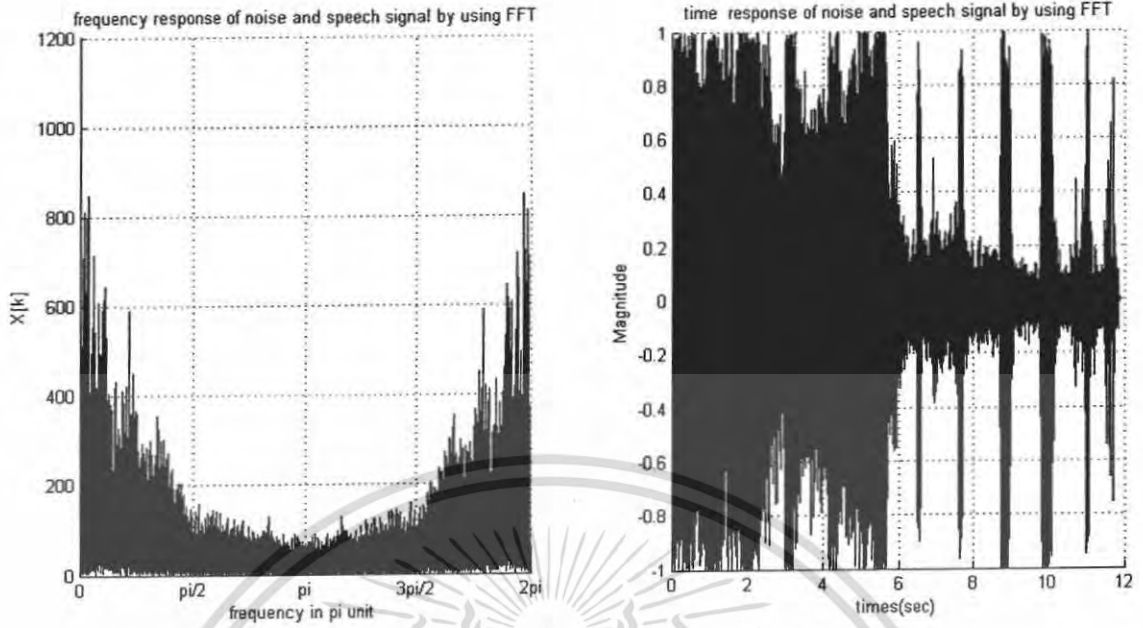 frequency response of noise and speech signal by using FFT
1200
1000
800
600
400
200
0
X[k]
0 pi/2 pi 3pi/2 2pi
frequency in pi unit
time response of noise and speech signal by using FFT
1
0.8
0.6
0.4
0.2
0
-0.2
-0.4
-0.6
-0.8
-1
Magnitude
0 2 4 6 8 10 12
times(sec)